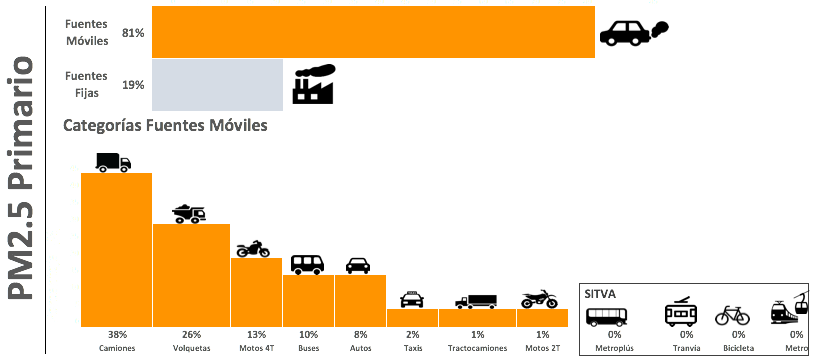 PM2.5 Primario
Fuentes
Móviles
81%
Fuentes
Fijas
19%
Categorías Fuentes Móviles
38%
Camiones
26%
Volquetas
13%
Motos 4T
10%
Buses
8%
Autos
2%
Taxis
1%
Tractocamiones
1%
Motos 2T
SITVA
0%
Metroplús
0%
Tranvia
0%
Bicicleta
0%
Metro